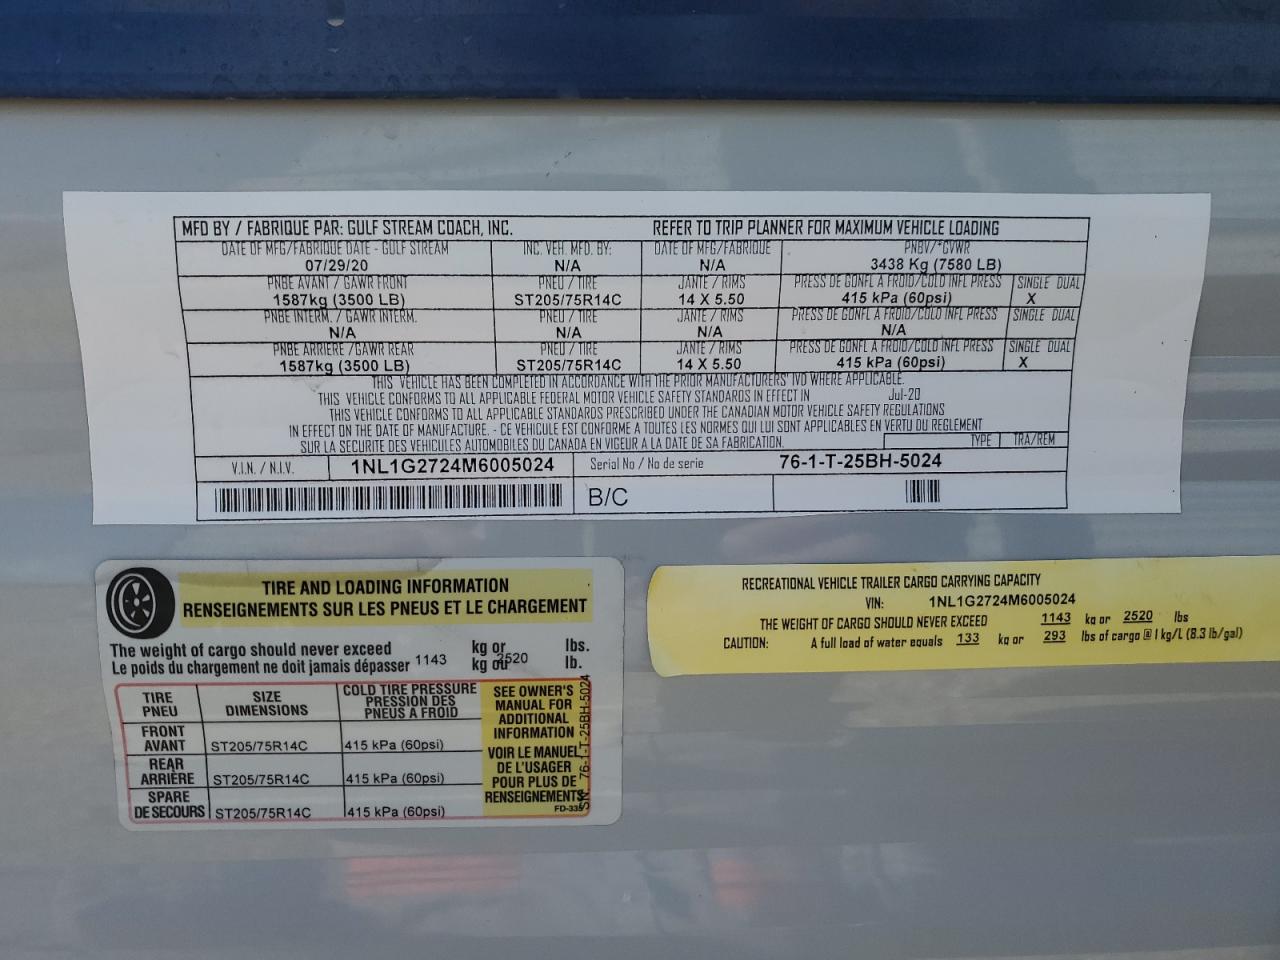 MFD BY / FABRIQUE PAR: GULF STREAM COACH, INC. REFER TO TRIP PLANNER FOR MAXIMUM VEHICLE LOADING
DATE OF MFG/FABRIQUE DATE - GULF STREAM INC. VEH. MFD. BY: DATE OF MFG/FABRIQUE PNBV/*GVWR
07/29/20 N/A N/A 3438 Kg (7580 LB)
PNBE AVANT / GAWR FRONT PNEU / TIRE JANTE / RIMS PRESS DE GONFL A FROID/COLD INFL PRESS SINGLE DUAL
1587kg (3500 LB) ST205/75R14C 14 X 5.50 415 kPa (60psi) X
PNBE INTERM. / GAWR INTERM. PNEU / TIRE JANTE / RIMS PRESS DE GONFL A FROID/COLD INFL PRESS SINGLE DUAL
N/A N/A N/A N/A
PNBE ARRIERE /GAWR REAR PNEU / TIRE JANTE / RIMS PRESS DE GONFL A FROID/COLD INFL PRESS SINGLE DUAL
1587kg (3500 LB) ST205/75R14C 14 X 5.50 415 kPa (60psi) X
THIS VEHICLE HAS BEEN COMPLETED IN ACCORDANCE WITH THE PRIOR MANUFACTURERS' IVD WHERE APPLICABLE.
THIS VEHICLE CONFORMS TO ALL APPLICABLE FEDERAL MOTOR VEHICLE SAFETY STANDARDS IN EFFECT IN Jul-20
THIS VEHICLE CONFORMS TO ALL APPLICABLE STANDARDS PRESCRIBED UNDER THE CANADIAN MOTOR VEHICLE SAFETY REGULATIONS
IN EFFECT ON THE DATE OF MANUFACTURE. - CE VEHICULE EST CONFORME A TOUTES LES NORMES QUI LUI SONT APPLICABLES EN VERTU DU REGLEMENT
SUR LA SECURITE DES VEHICULES AUTOMOBILES DU CANADA EN VIGEUR A LA DATE DE SA FABRICATION. TYPE TRA/REM
V.I.N. / N.I.V. 1NL1G2724M6005024 Serial No / No de serie 76-1-T-25BH-5024
B/C
TIRE AND LOADING INFORMATION
RENSEIGNEMENTS SUR LES PNEUS ET LE CHARGEMENT
The weight of cargo should never exceed kg or lbs.
Le poids du chargement ne doit jamais dépasser 1143 kg ou 2520 lb.
TIRE PNEU
SIZE DIMENSIONS
COLD TIRE PRESSURE
PRESSION DES
PNEUS A FROID
FRONT
AVANT ST205/75R14C 415 kPa (60psi)
REAR
ARRIÈRE ST205/75R14C 415 kPa (60psi)
SPARE
DE SECOURS ST205/75R14C 415 kPa (60psi)
SEE OWNER'S
MANUAL FOR
ADDITIONAL
INFORMATION
VOIR LE MANUEL
DE L'USAGER
POUR PLUS DE
RENSEIGNEMENTS
FD-335
SN 76-1-T-25BH-5024
RECREATIONAL VEHICLE TRAILER CARGO CARRYING CAPACITY
VIN: 1NL1G2724M6005024
THE WEIGHT OF CARGO SHOULD NEVER EXCEED 1143 kg or 2520 lbs
CAUTION: A full load of water equals 133 kg or 293 lbs of cargo @ 1 kg/L (8.3 lb/gal)